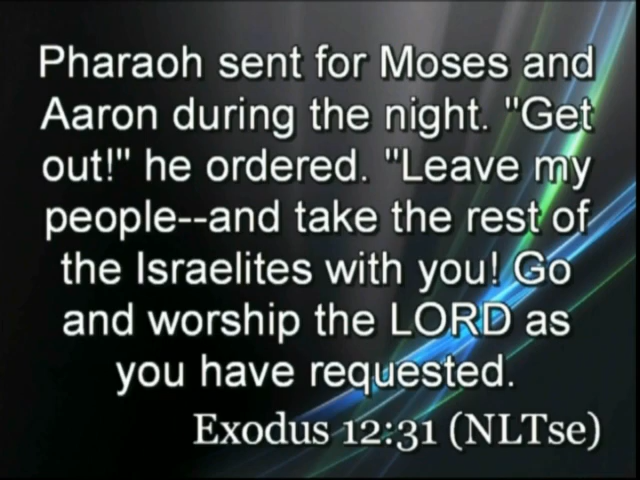 Pharaoh sent for Moses and
Aaron during the night. "Get
out!" he ordered. "Leave my
people--and take the rest of
the Israelites with you! Go
and worship the LORD as
you have requested.
Exodus 12:31 (NLTse)